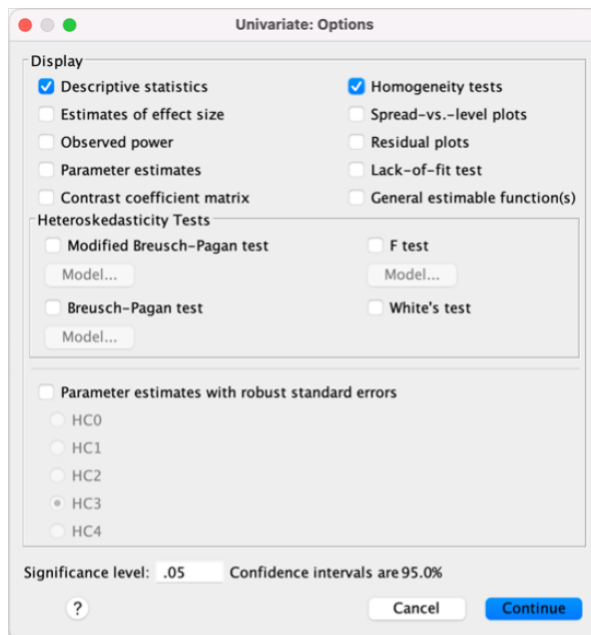 Univariate: Options
Display
Descriptive statistics
Homogeneity tests
Estimates of effect size
Spread-vs.-level plots
Observed power
Residual plots
Parameter estimates
Lack-of-fit test
Contrast coefficient matrix
General estimable function(s)
Heteroskedasticity Tests
Modified Breusch-Pagan test
F test
Model...
Model...
Breusch-Pagan test
White's test
Model...
Parameter estimates with robust standard errors
HC0
HC1
HC2
HC3
HC4
Significance level: .05 Confidence intervals are 95.0%
? Cancel Continue